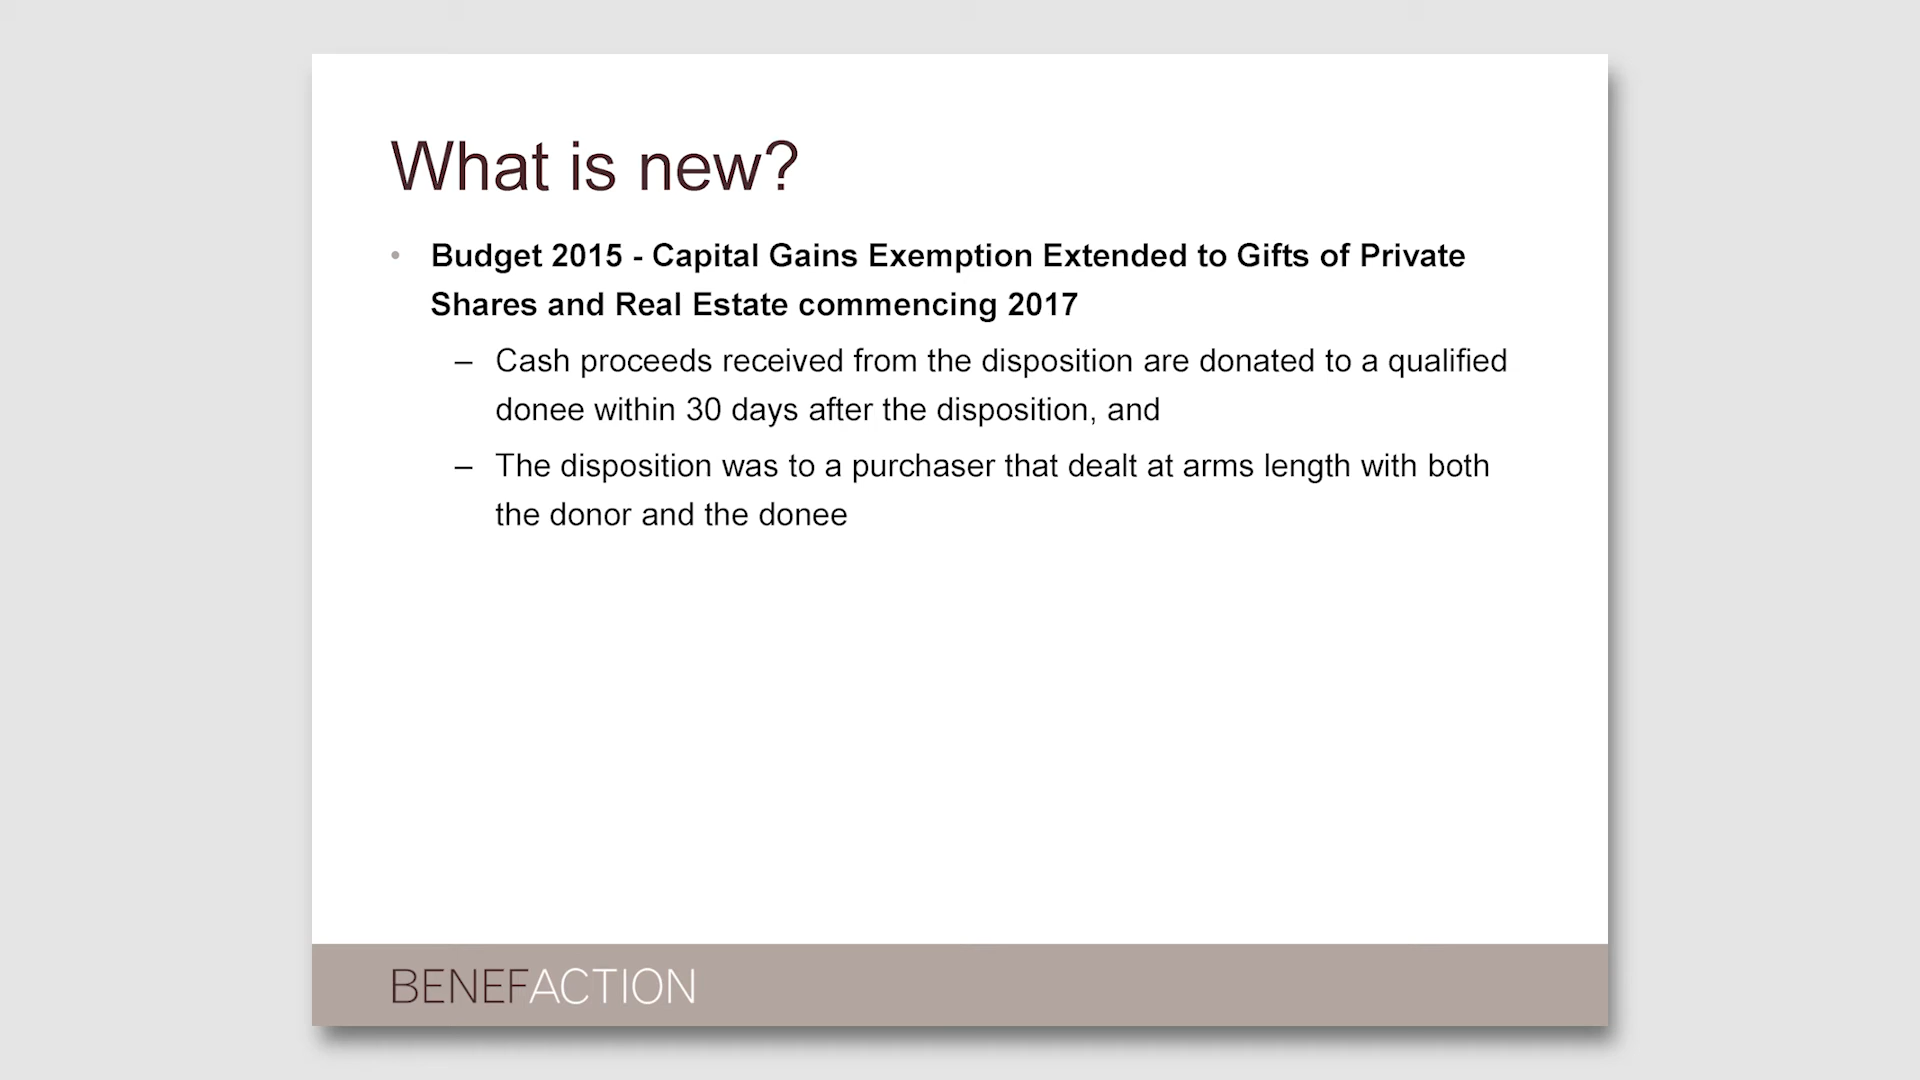 What is new?
• Budget 2015 - Capital Gains Exemption Extended to Gifts of Private
Shares and Real Estate commencing 2017
– Cash proceeds received from the disposition are donated to a qualified
donee within 30 days after the disposition, and
– The disposition was to a purchaser that dealt at arms length with both
the donor and the donee
BENEFACTION